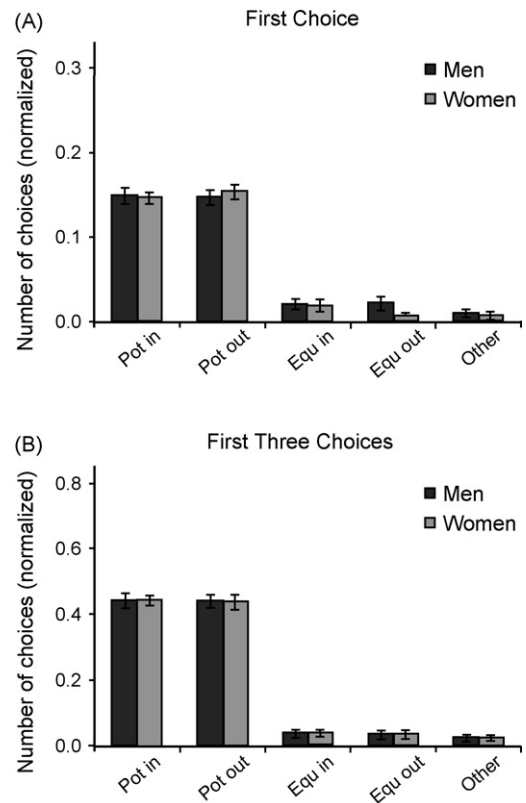 (A)
First Choice
Number of choices (normalized)
0.3
0.2
0.1
0.0
Men
Women
Pot in
Pot out
Equ in
Equ out
Other
(B)
First Three Choices
Number of choices (normalized)
0.8
0.6
0.4
0.2
0.0
Men
Women
Pot in
Pot out
Equ in
Equ out
Other